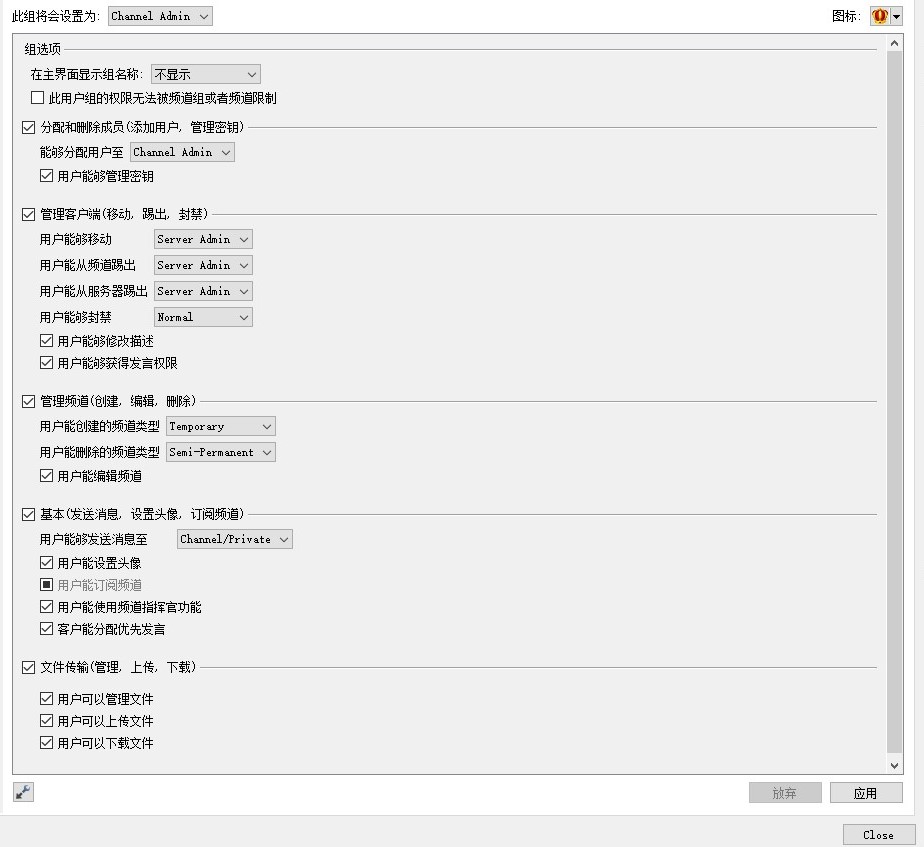 此组将会设置为: Channel Admin 图标:
组选项
在主界面显示组名称: 不显示
此用户组的权限无法被频道组或者频道限制
分配和删除成员(添加用户, 管理密钥)
能够分配用户至 Channel Admin
用户能够管理密钥
管理客户端(移动, 踢出, 封禁)
用户能够移动 Server Admin
用户能从频道踢出 Server Admin
用户能从服务器踢出 Server Admin
用户能够封禁 Normal
用户能够修改描述
用户能够获得发言权限
管理频道(创建, 编辑, 删除)
用户能创建的频道类型 Temporary
用户能删除的频道类型 Semi-Permanent
用户能编辑频道
基本(发送消息, 设置头像, 订阅频道)
用户能够发送消息至 Channel/Private
用户能设置头像
用户能订阅频道
用户能使用频道指挥官功能
客户能分配优先发言
文件传输(管理, 上传, 下载)
用户可以管理文件
用户可以上传文件
用户可以下载文件
放弃 应用
Close